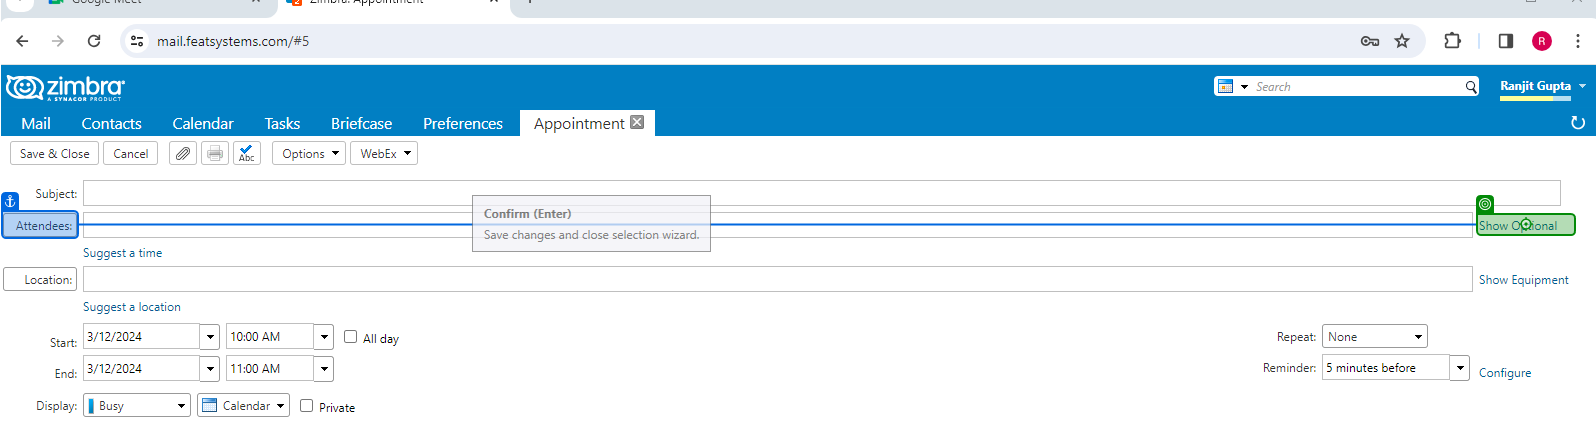 Google Meet
Zimbra: Appointment
mail.featsystems.com/#5
R
zimbra
A SYNACOR PRODUCT
Search
Ranjit Gupta
Mail Contacts Calendar Tasks Briefcase Preferences Appointment
Save & Close Cancel Abc Options WebEx
Subject:
Confirm (Enter)
Attendees: Show Optional
Save changes and close selection wizard.
Suggest a time
Location: Show Equipment
Suggest a location
Start: 3/12/2024 10:00 AM All day Repeat: None
End: 3/12/2024 11:00 AM Reminder: 5 minutes before Configure
Display: Busy Calendar Private